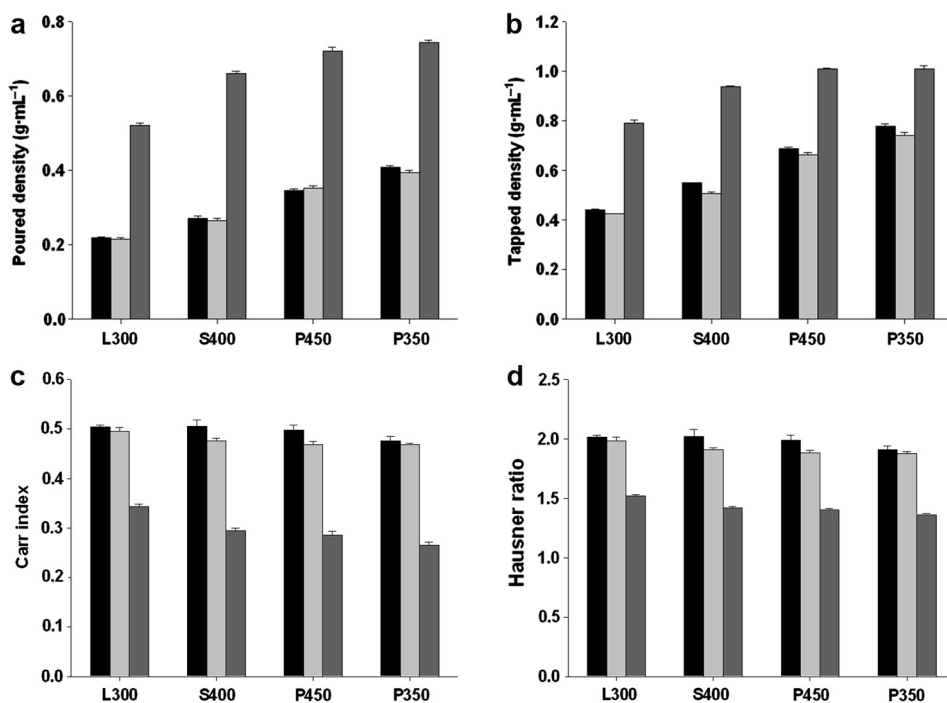 a
Poured density (g·mL⁻¹)
0.8
0.6
0.4
0.2
0.0
L300 S400 P450 P350
b
Tapped density (g·mL⁻¹)
1.2
1.0
0.8
0.6
0.4
0.2
0.0
L300 S400 P450 P350
c
Carr index
0.6
0.5
0.4
0.3
0.2
0.1
0.0
L300 S400 P450 P350
d
Hausner ratio
2.5
2.0
1.5
1.0
0.5
0.0
L300 S400 P450 P350